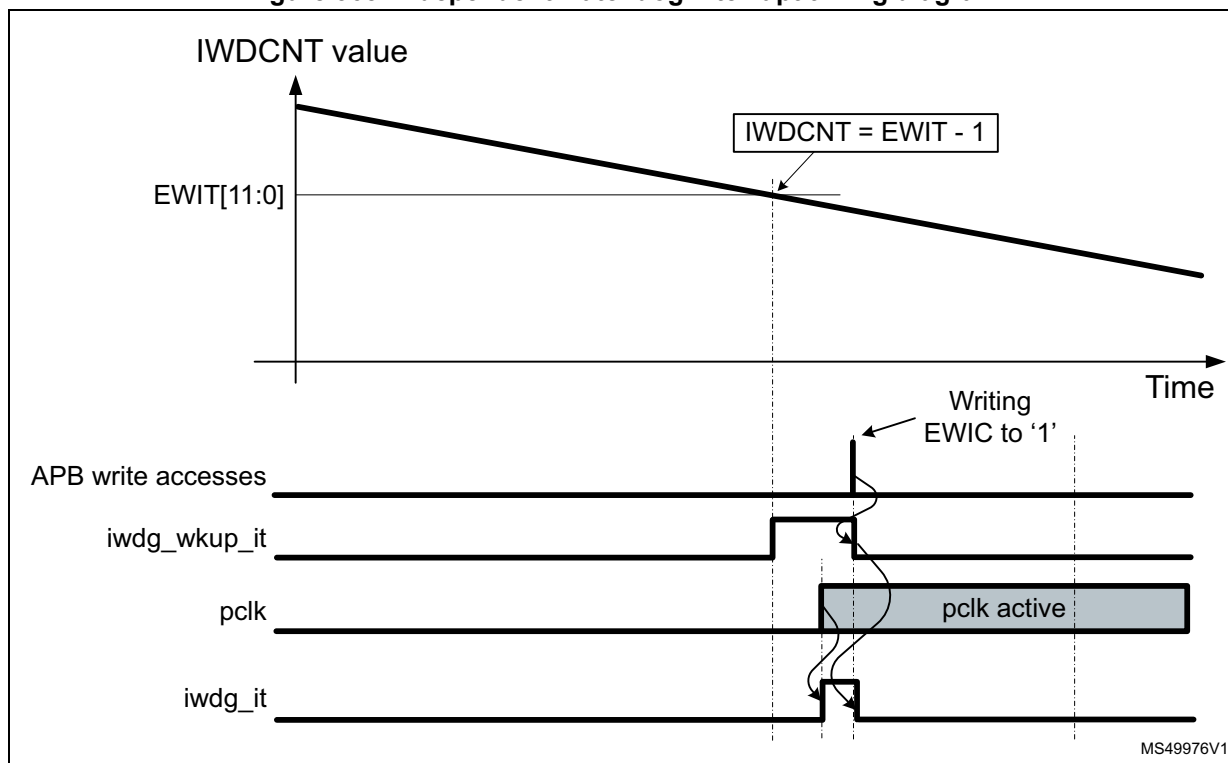 IWDCNT value
IWDCNT = EWIT - 1
EWIT[11:0]
Time
Writing
EWIC to ‘1’
APB write accesses
iwdg_wkup_it
pclk
pclk active
iwdg_it
MS49976V1